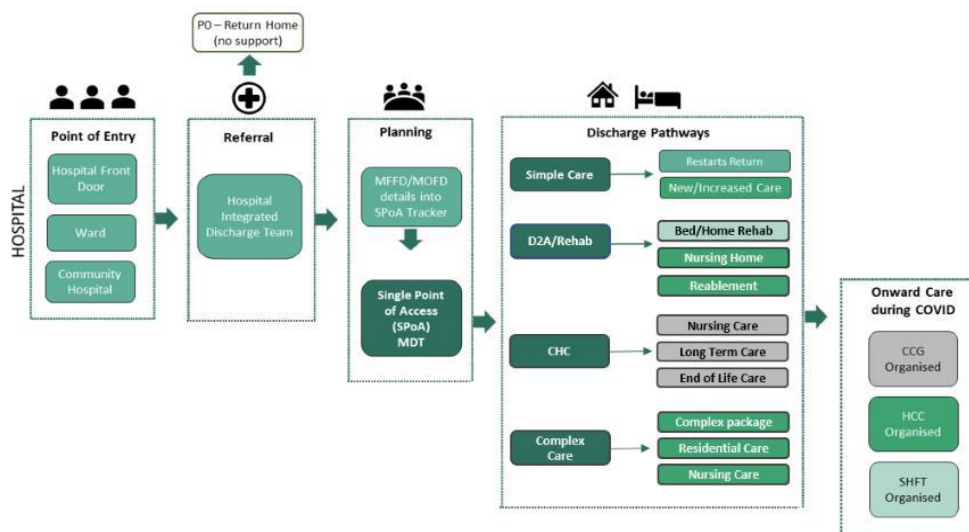 P0 – Return Home
(no support)
HOSPITAL
Point of Entry
Hospital Front
Door
Ward
Community
Hospital
Referral
Hospital
Integrated
Discharge Team
Planning
MFFD/MOFD
details into
SPoA Tracker
Single Point
of Access
(SPoA)
MDT
Discharge Pathways
Simple Care
Restarts Return
New/Increased Care
D2A/Rehab
Bed/Home Rehab
Nursing Home
Reablement
CHC
Nursing Care
Long Term Care
End of Life Care
Complex
Care
Complex package
Residential Care
Nursing Care
Onward Care
during COVID
CCG
Organised
HCC
Organised
SHFT
Organised